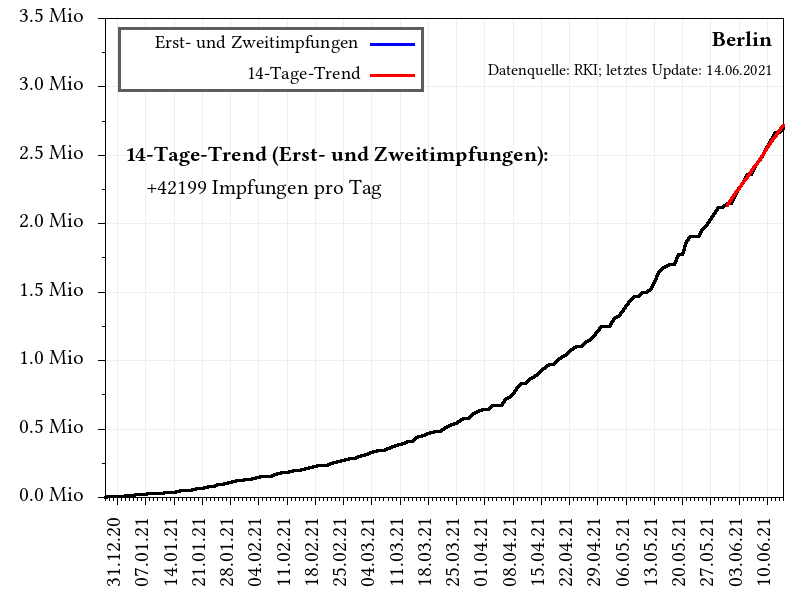 3.5 Mio
3.0 Mio
2.5 Mio
2.0 Mio
1.5 Mio
1.0 Mio
0.5 Mio
0.0 Mio
Erst- und Zweitimpfungen
14-Tage-Trend
Berlin
Datenquelle: RKI; letztes Update: 14.06.2021
14-Tage-Trend (Erst- und Zweitimpfungen):
+42199 Impfungen pro Tag
31.12.20
07.01.21
14.01.21
21.01.21
28.01.21
04.02.21
11.02.21
18.02.21
25.02.21
04.03.21
11.03.21
18.03.21
25.03.21
01.04.21
08.04.21
15.04.21
22.04.21
29.04.21
06.05.21
13.05.21
20.05.21
27.05.21
03.06.21
10.06.21